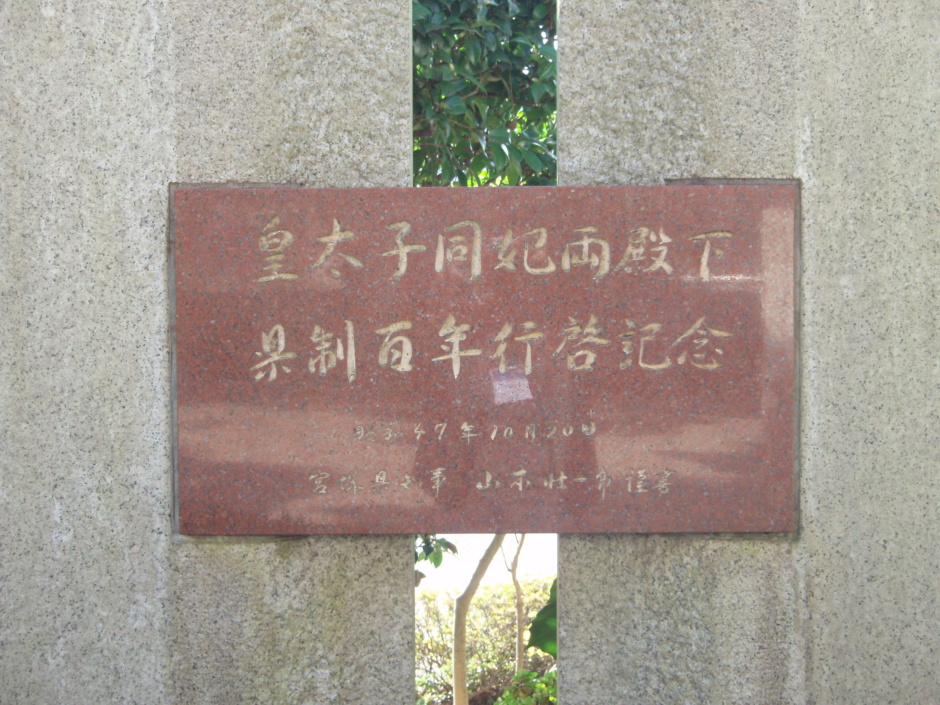 皇太子同妃両殿下
県制百年行啓記念
昭和47年10月20日
宮城県知事 山本壮一郎謹書